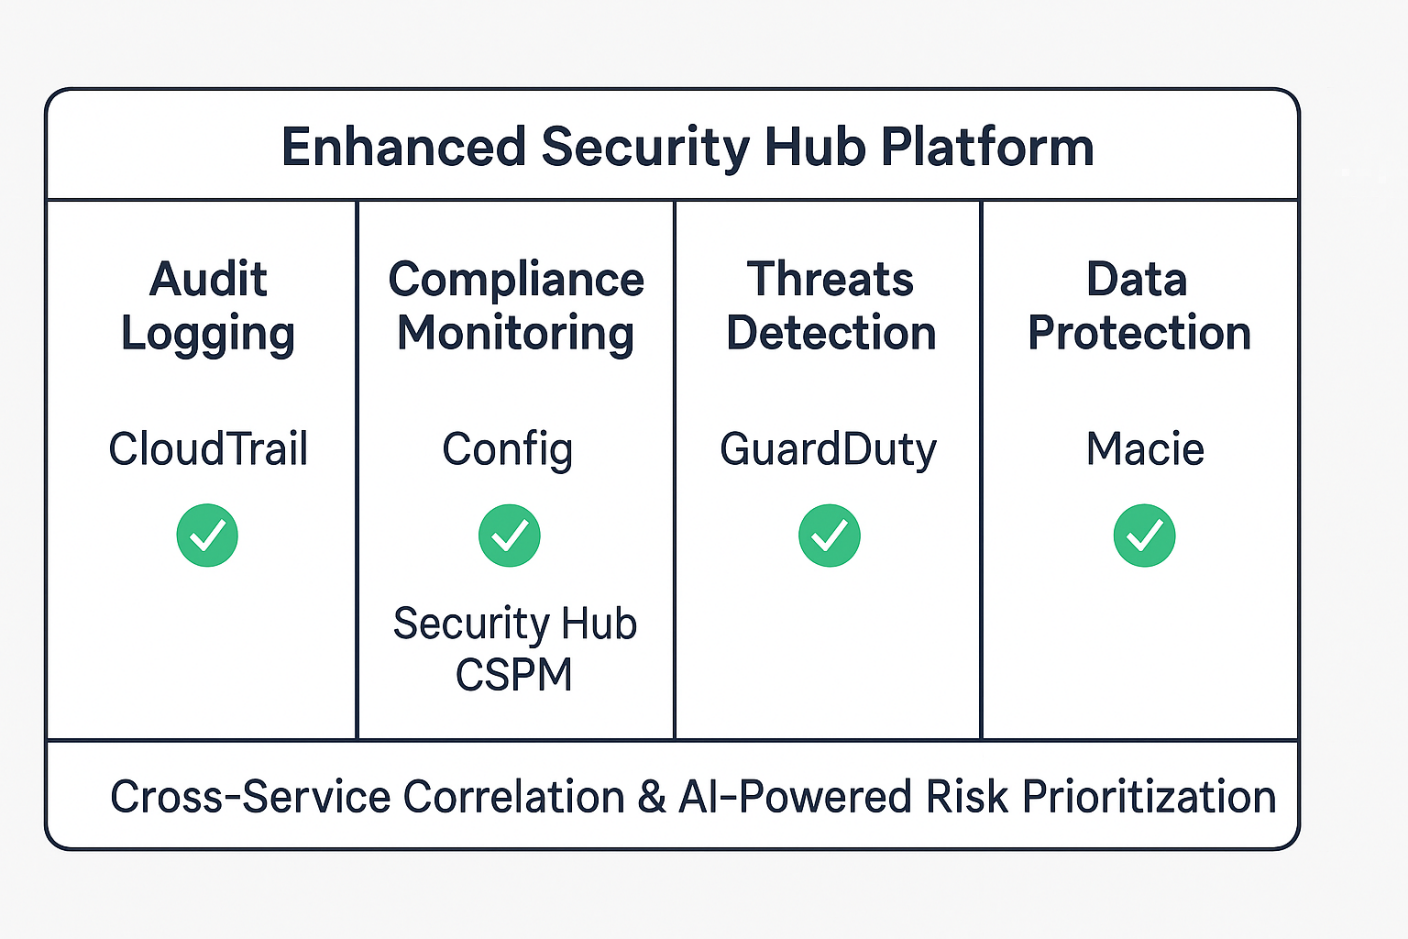 Enhanced Security Hub Platform
Audit
Logging
CloudTrail
Compliance
Monitoring
Config
Security Hub
CSPM
Threats
Detection
GuardDuty
Data
Protection
Macie
Cross-Service Correlation & AI-Powered Risk Prioritization